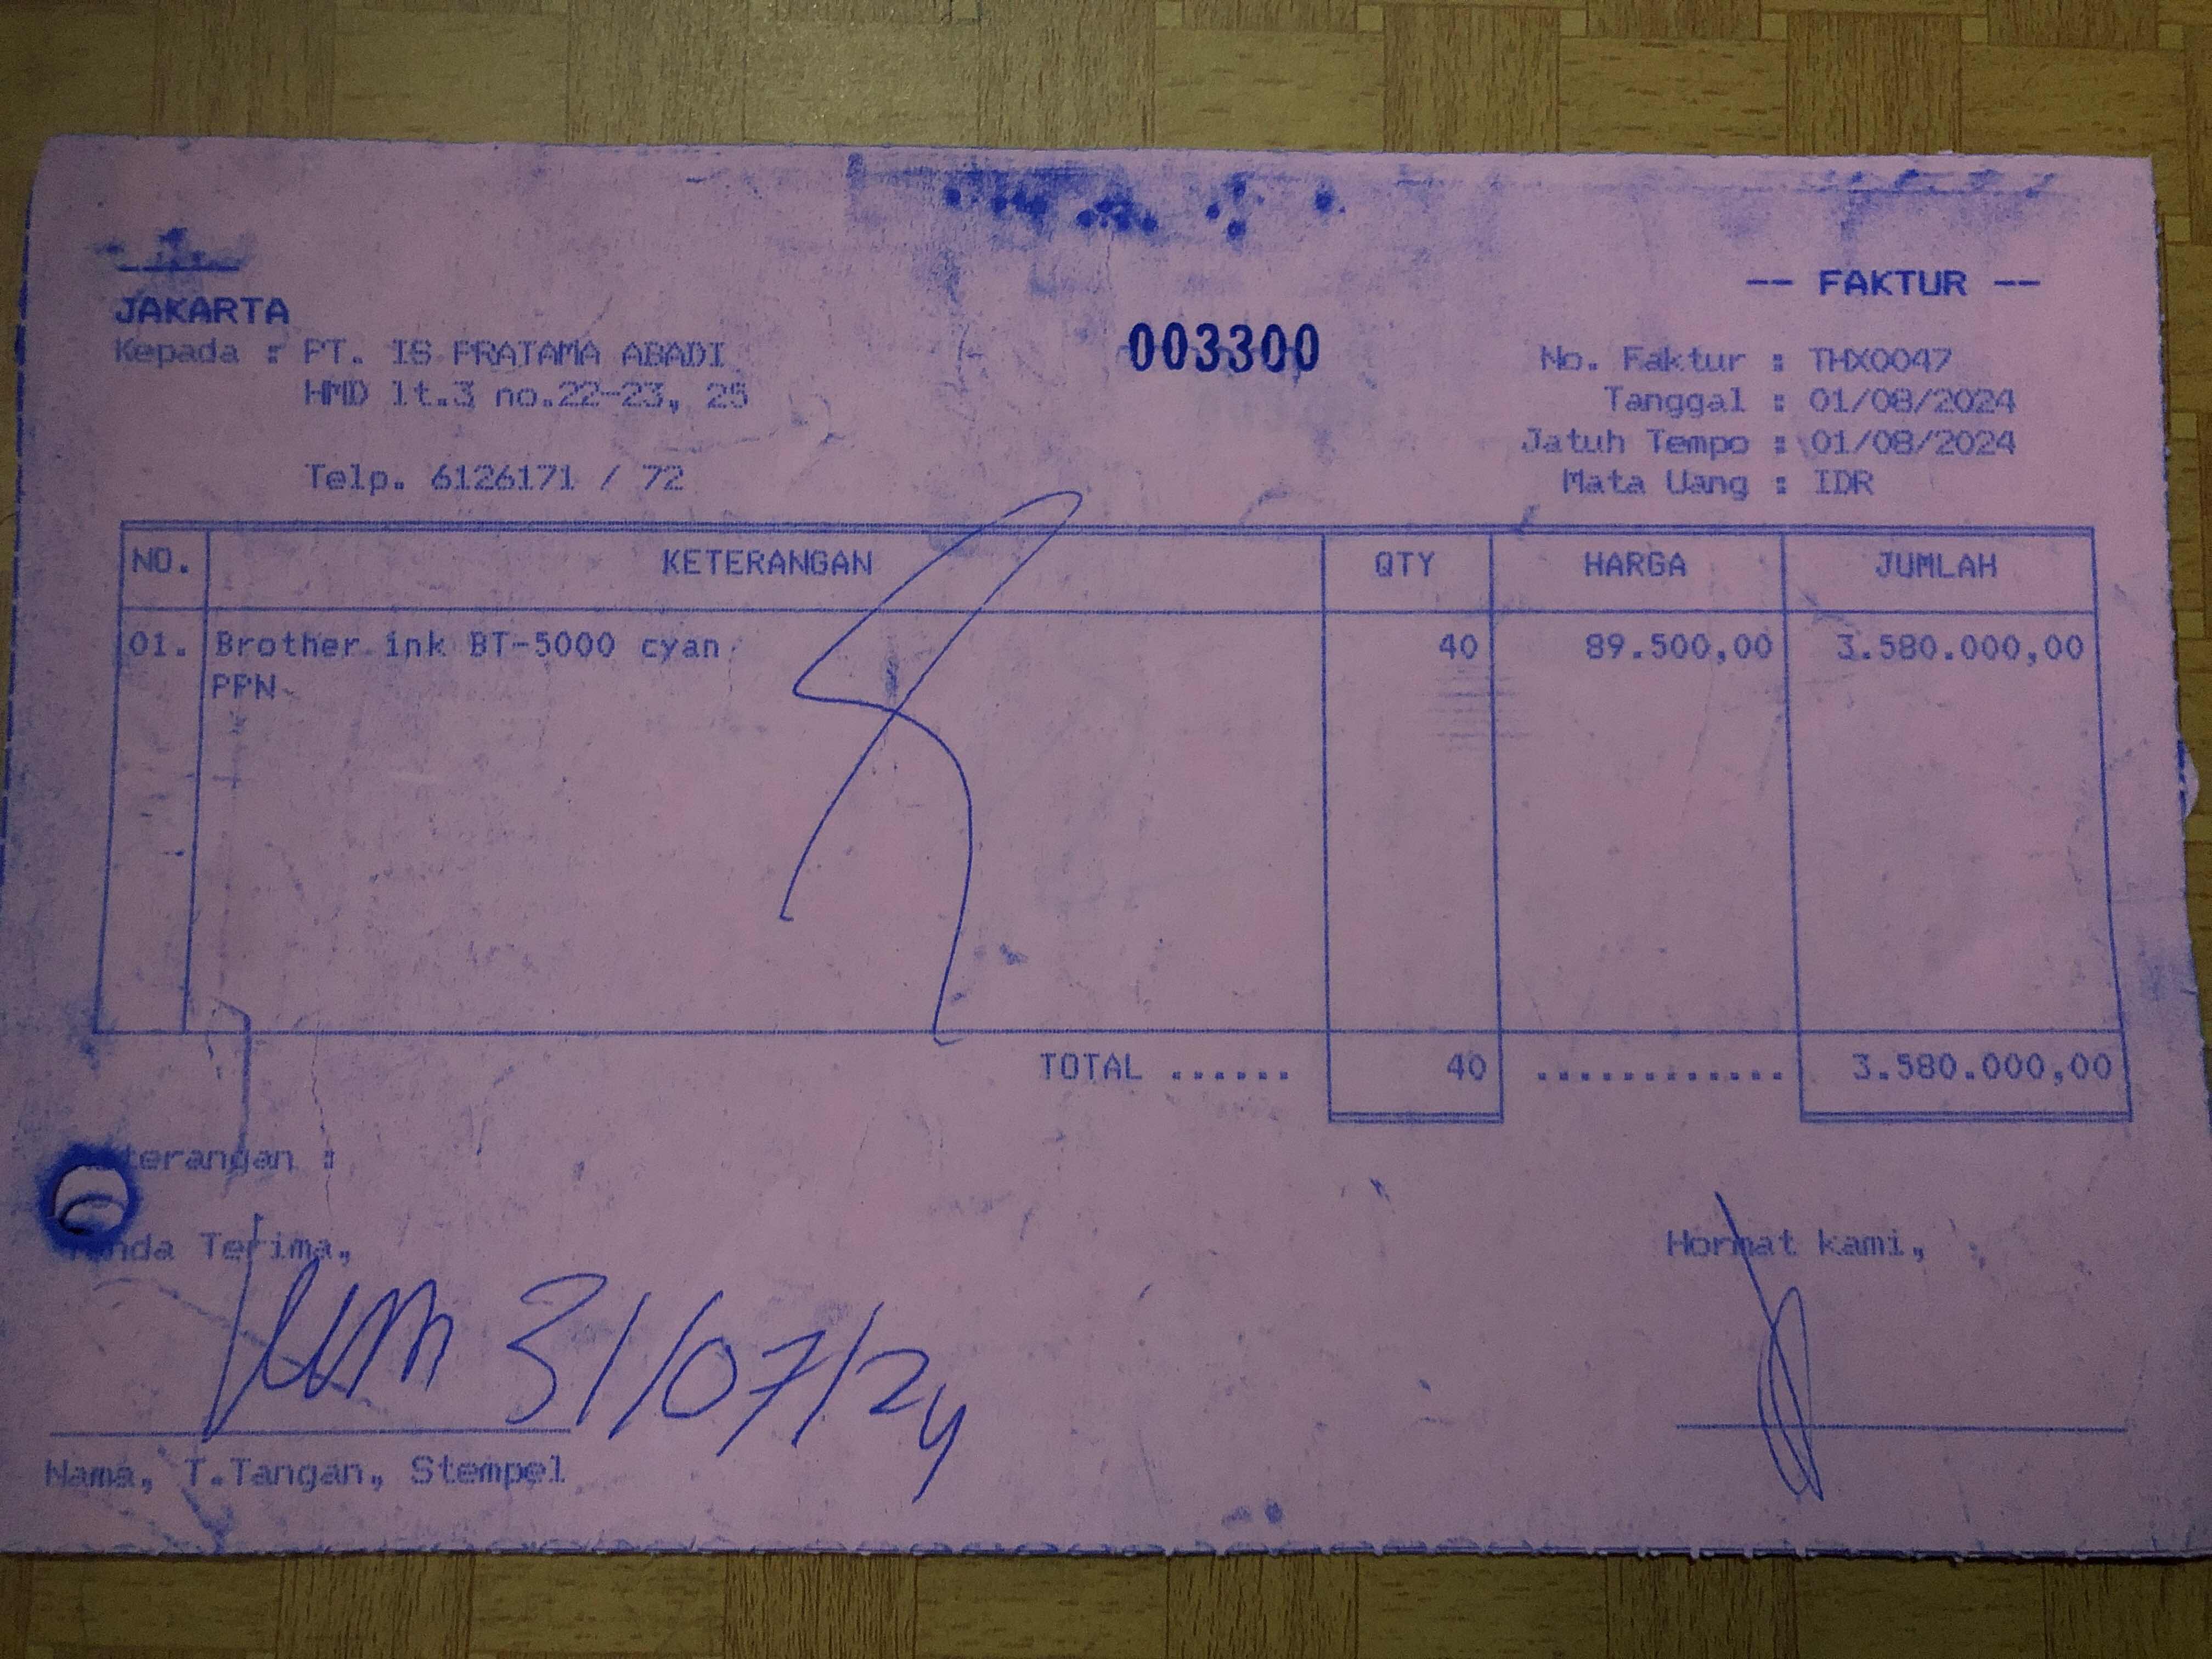 -- FAKTUR --
JAKARTA
Kepada : PT. IS PRATAMA ABADI
HMD lt.3 no.22-23, 25
Telp. 6126171 / 72
003300
No. Faktur : THX0047
Tanggal : 01/08/2024
Jatuh Tempo : 01/08/2024
Mata Uang : IDR
NO. KETERANGAN QTY HARGA JUMLAH
01. Brother ink BT-5000 cyan 40 89.500,00 3.580.000,00
PPN
TOTAL ...... 40 ............ 3.580.000,00
Keterangan :
Tanda Terima,
Hormat kami,
31/07/24
Nama, T.Tangan, Stempel